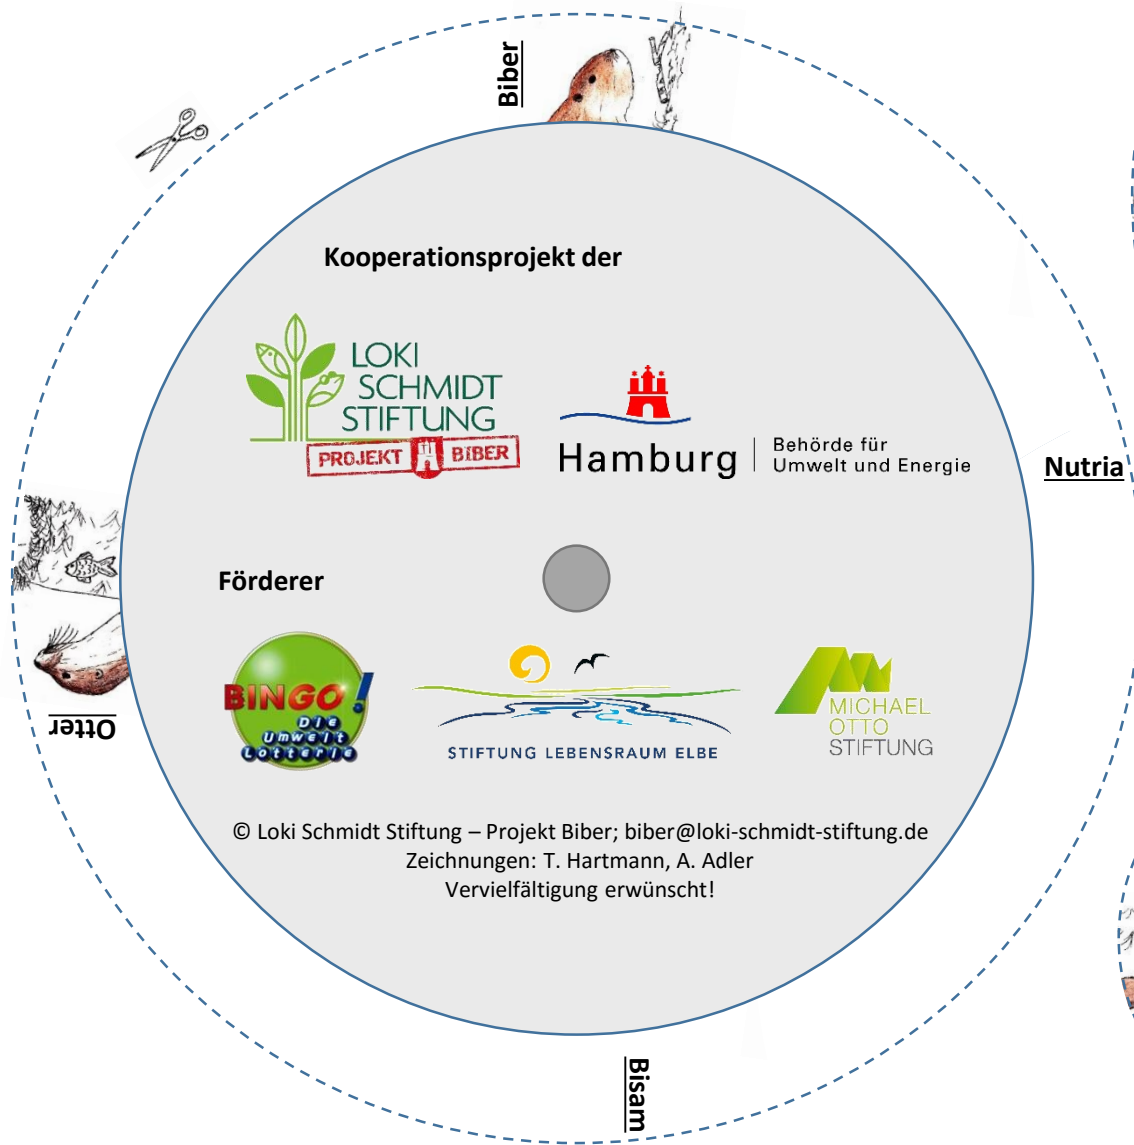 Biber
Kooperationsprojekt der
LOKI
SCHMIDT
STIFTUNG
PROJEKT BIBER
Hamburg
Behörde für
Umwelt und Energie
Nutria
Förderer
BINGO!
Die
Umwelt
Lotterie
STIFTUNG LEBENSRAUM ELBE
MICHAEL
OTTO
STIFTUNG
Otter
© Loki Schmidt Stiftung – Projekt Biber; biber@loki-schmidt-stiftung.de
Zeichnungen: T. Hartmann, A. Adler
Vervielfältigung erwünscht!
Bisam